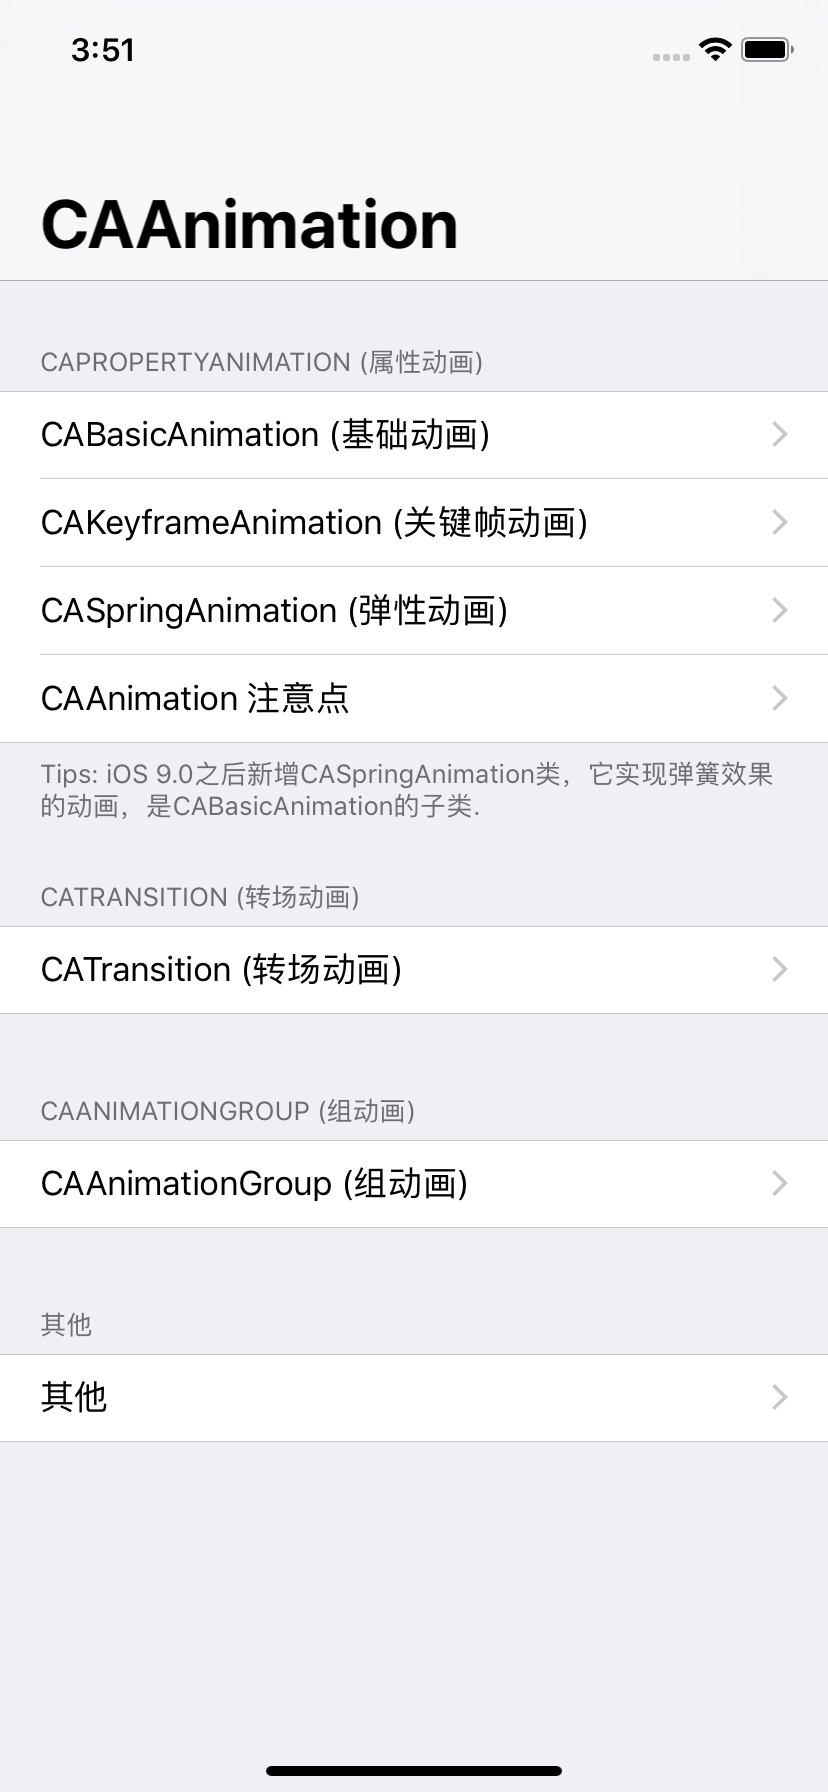 3:51
CAAnimation
CAPROPERTYANIMATION (属性动画)
CABasicAnimation (基础动画)
CAKeyframeAnimation (关键帧动画)
CASpringAnimation (弹性动画)
CAAnimation 注意点
Tips: iOS 9.0之后新增CASpringAnimation类，它实现弹簧效果
的动画，是CABasicAnimation的子类.
CATRANSITION (转场动画)
CATransition (转场动画)
CAANIMATIONGROUP (组动画)
CAAnimationGroup (组动画)
其他
其他